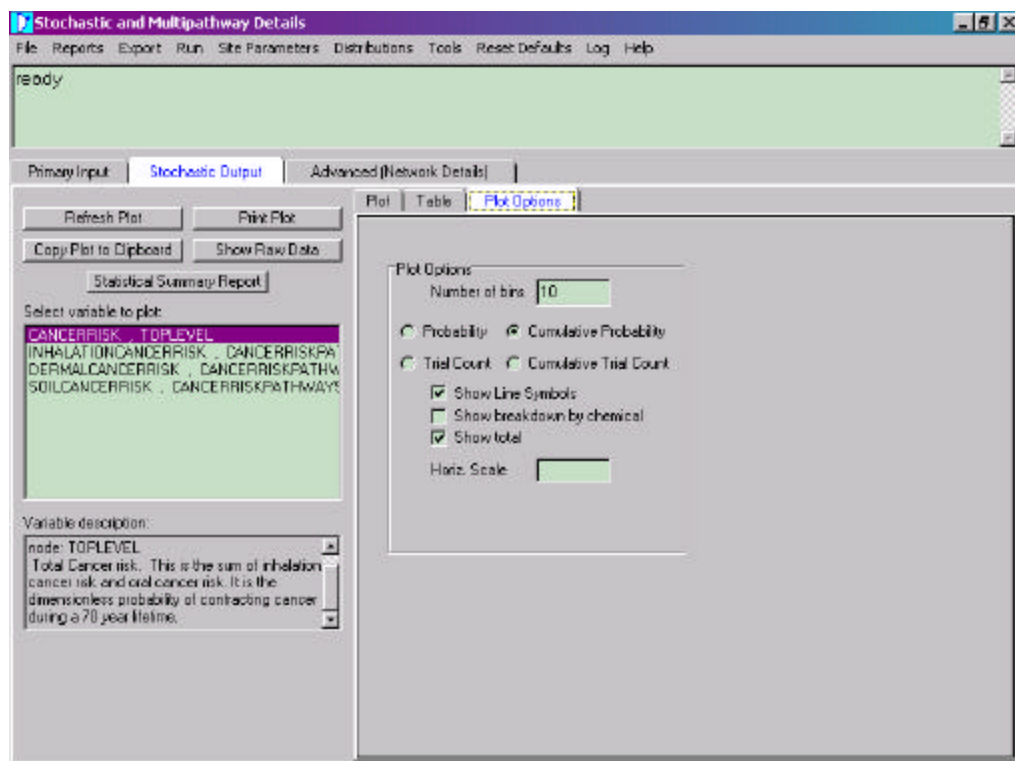 Stochastic and Multipathway Details
File Reports Export Run Site Parameters Distributions Tools Reset Defaults Log Help
ready
Primary Input Stochastic Output Advanced (Network Details)
Plot Table Plot Options
Refresh Plot Print Plot
Copy Plot to Clipboard Show Raw Data
Statistical Summary Report
Select variable to plot:
CANCERRISK , TOPLEVEL
INHALATIONCANCERRISK , CANCERRISKPA
DERMALCANCERRISK , CANCERRISKPATHW
SOILCANCERRISK , CANCERRISKPATHWAYS
Variable description:
node: TOPLEVEL
Total Cancer risk. This is the sum of inhalation
cancer risk and oral cancer risk. It is the
dimensionless probability of contracting cancer
during a 70 year lifetime.
Plot Options
Number of bins 10
Probability Cumulative Probability
Trial Count Cumulative Trial Count
Show Line Symbols
Show breakdown by chemical
Show total
Horiz. Scale